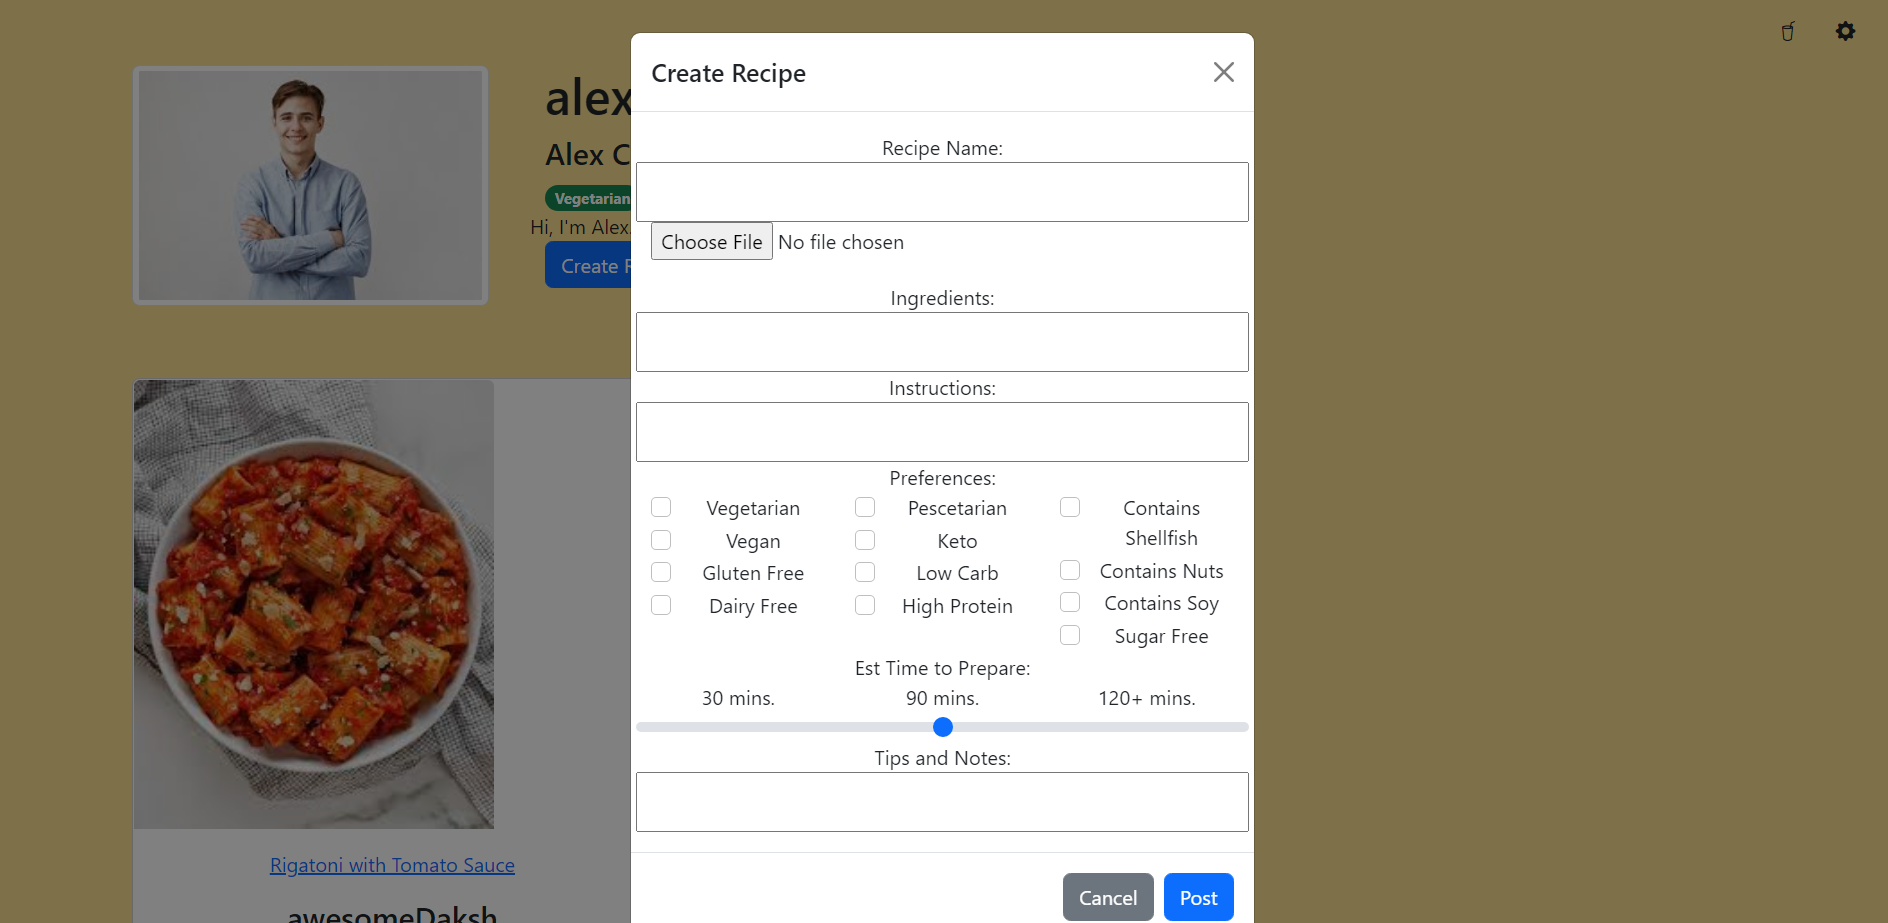 Create Recipe
alex
Alex C
Vegetarian
Hi, I'm Alex.
Create R
Recipe Name:
Choose File No file chosen
Ingredients:
Instructions:
Preferences:
Vegetarian
Vegan
Gluten Free
Dairy Free
Pescetarian
Keto
Low Carb
High Protein
Contains
Shellfish
Contains Nuts
Contains Soy
Sugar Free
Est Time to Prepare:
30 mins. 90 mins. 120+ mins.
Tips and Notes:
Cancel Post
Rigatoni with Tomato Sauce
awesomeDaksh